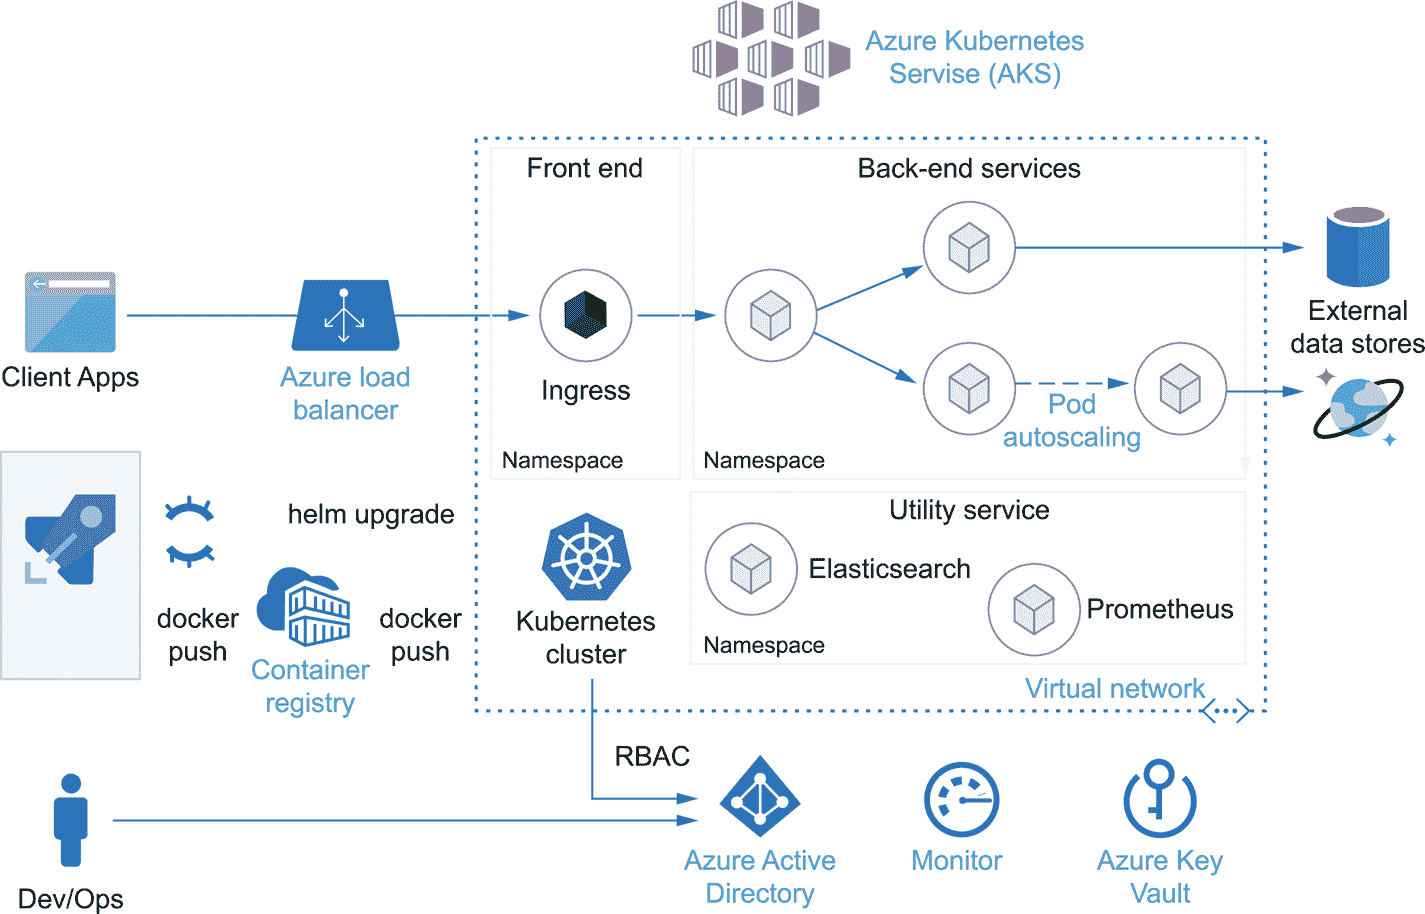 Azure Kubernetes
Servise (AKS)
Front end
Back-end services
Client Apps
Azure load
balancer
Ingress
External
data stores
Pod
autoscaling
Namespace
Namespace
helm upgrade
docker
push
Container
registry
docker
push
Kubernetes
cluster
Utility service
Elasticsearch
Prometheus
Namespace
Virtual network
RBAC
Dev/Ops
Azure Active
Directory
Monitor
Azure Key
Vault